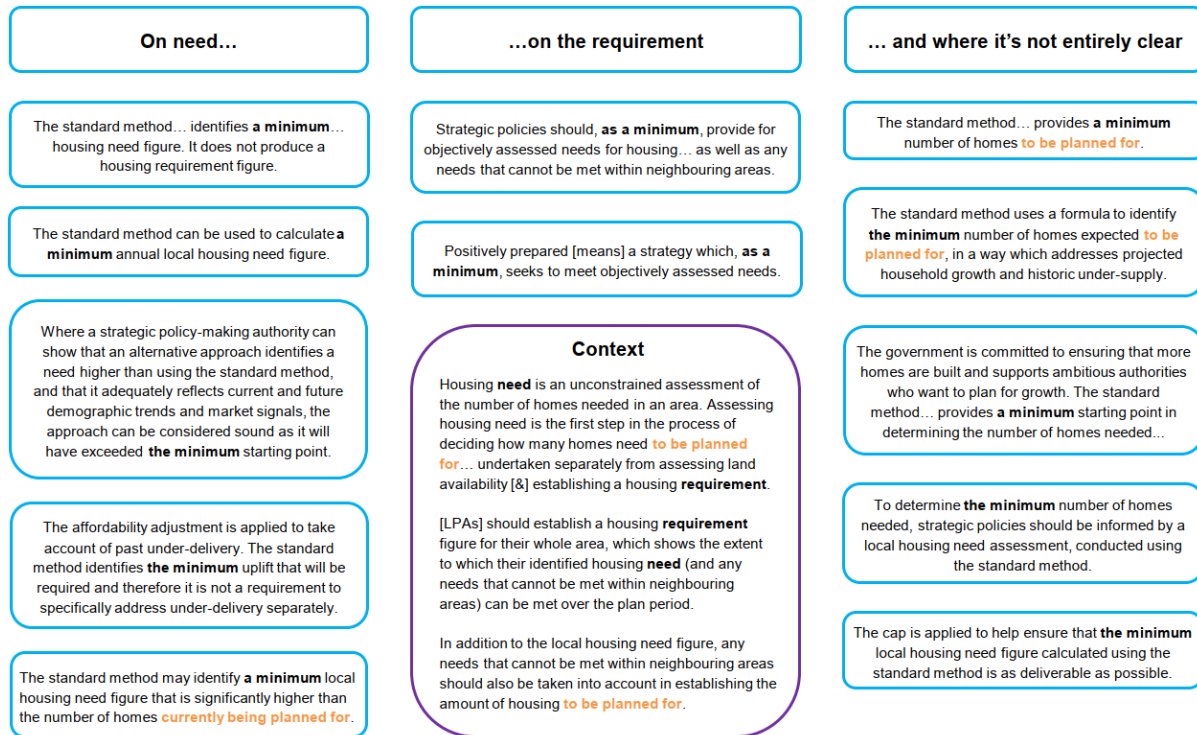 On need…
The standard method… identifies a minimum…
housing need figure. It does not produce a
housing requirement figure.
The standard method can be used to calculate a
minimum annual local housing need figure.
Where a strategic policy-making authority can
show that an alternative approach identifies a
need higher than using the standard method,
and that it adequately reflects current and future
demographic trends and market signals, the
approach can be considered sound as it will
have exceeded the minimum starting point.
The affordability adjustment is applied to take
account of past under-delivery. The standard
method identifies the minimum uplift that will be
required and therefore it is not a requirement to
specifically address under-delivery separately.
The standard method may identify a minimum local
housing need figure that is significantly higher than
the number of homes currently being planned for.
…on the requirement
Strategic policies should, as a minimum, provide for
objectively assessed needs for housing… as well as any
needs that cannot be met within neighbouring areas.
Positively prepared [means] a strategy which, as a
minimum, seeks to meet objectively assessed needs.
Context
Housing need is an unconstrained assessment of
the number of homes needed in an area. Assessing
housing need is the first step in the process of
deciding how many homes need to be planned
for… undertaken separately from assessing land
availability [&] establishing a housing requirement.
[LPAs] should establish a housing requirement
figure for their whole area, which shows the extent
to which their identified housing need (and any
needs that cannot be met within neighbouring
areas) can be met over the plan period.
In addition to the local housing need figure, any
needs that cannot be met within neighbouring areas
should also be taken into account in establishing the
amount of housing to be planned for.
… and where it’s not entirely clear
The standard method… provides a minimum
number of homes to be planned for.
The standard method uses a formula to identify
the minimum number of homes expected to be
planned for, in a way which addresses projected
household growth and historic under-supply.
The government is committed to ensuring that more
homes are built and supports ambitious authorities
who want to plan for growth. The standard
method… provides a minimum starting point in
determining the number of homes needed…
To determine the minimum number of homes
needed, strategic policies should be informed by a
local housing need assessment, conducted using
the standard method.
The cap is applied to help ensure that the minimum
local housing need figure calculated using the
standard method is as deliverable as possible.